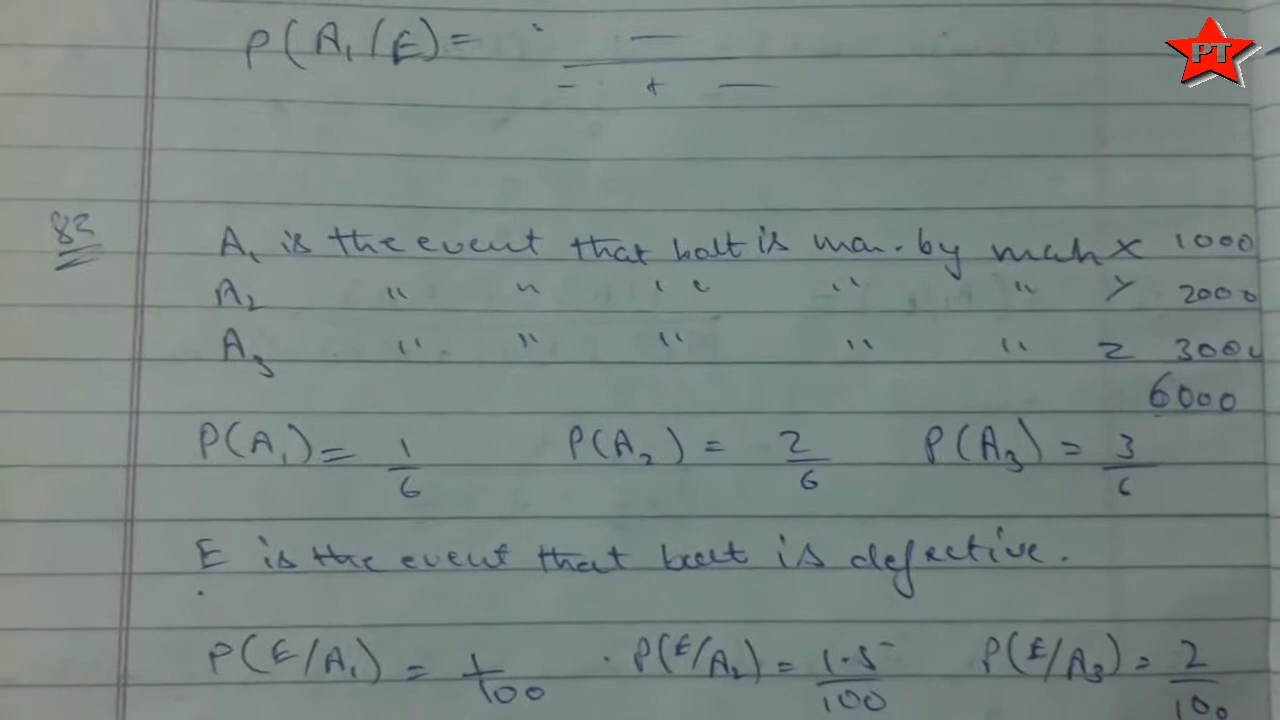 PT
P(A₁/E) = — / — + —
82
A₁ is the event that bolt is man. by mach X 1000
A₂ " " " " " Y 2000
A₃ " " " " " Z 3000
6000
P(A₁) = 1/6 P(A₂) = 2/6 P(A₃) = 3/6
E is the event that bolt is defective.
P(E/A₁) = 1/100 P(E/A₂) = 1.5/100 P(E/A₃) = 2/100